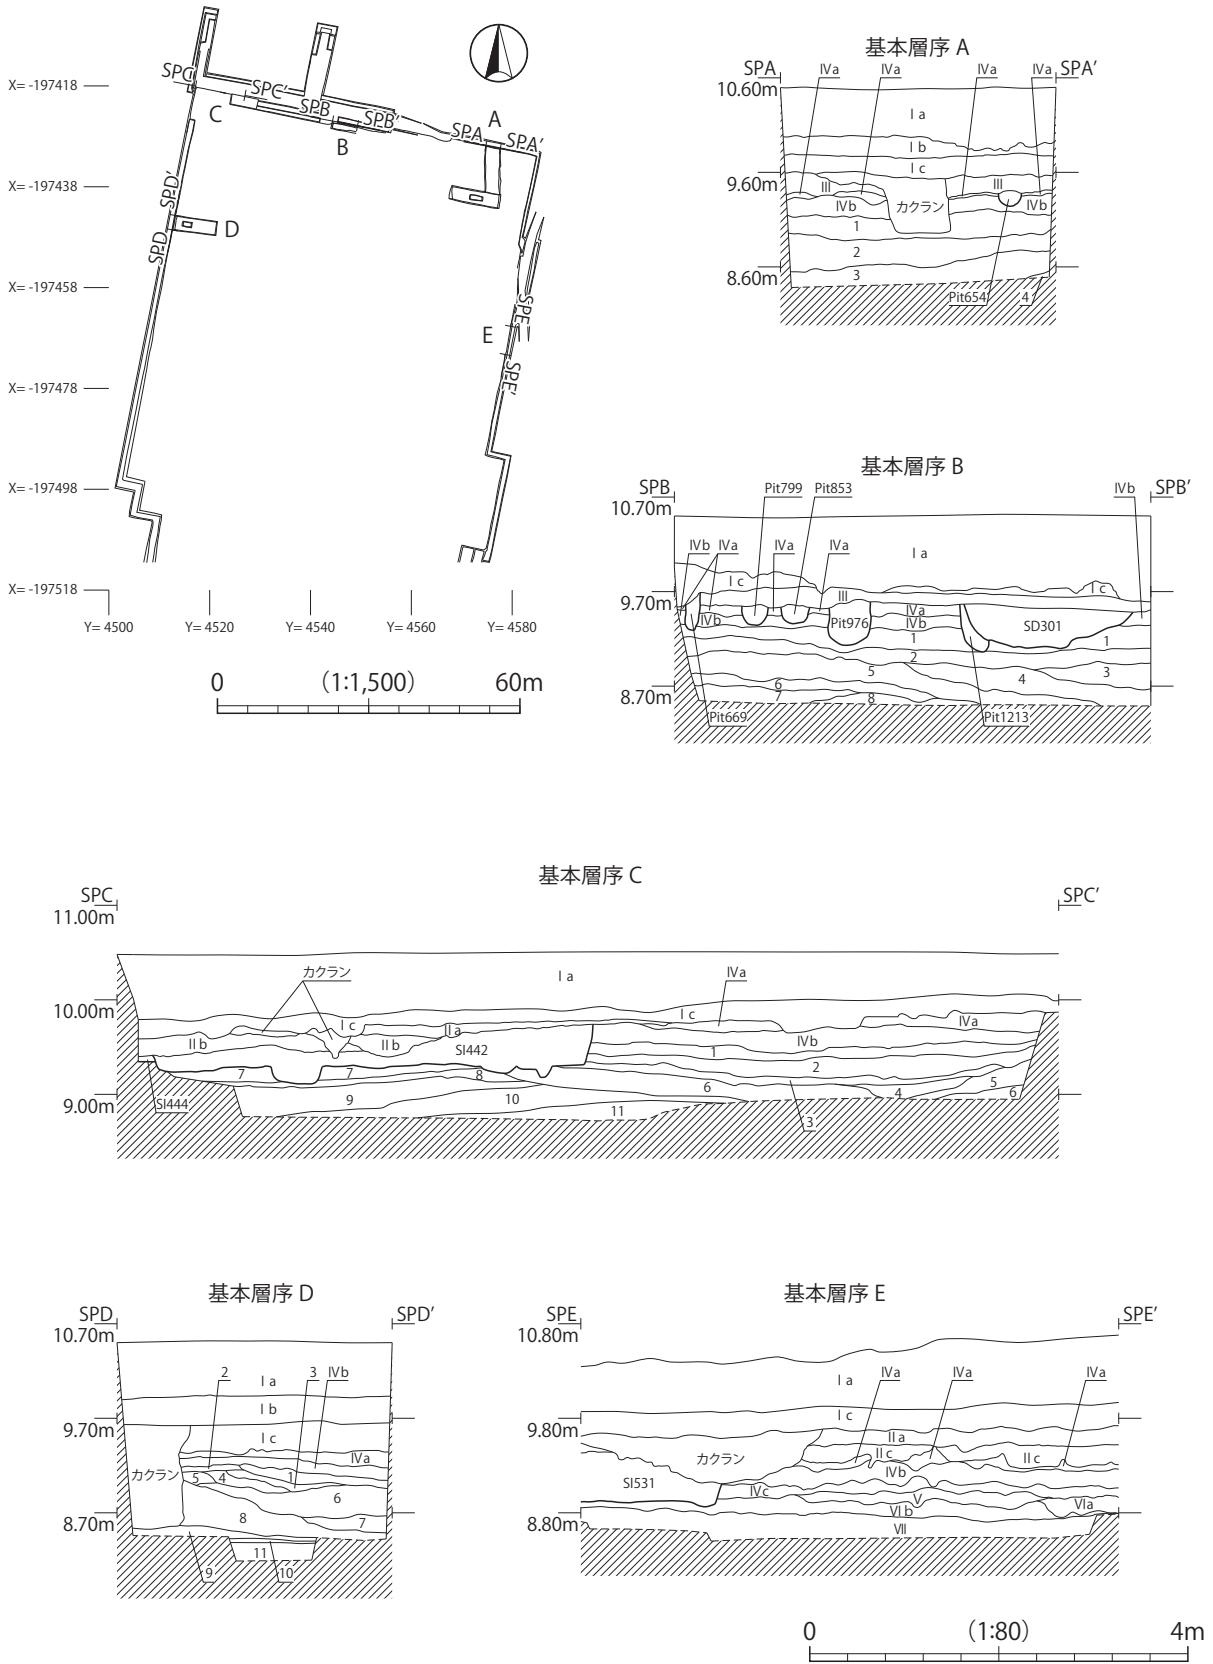 SPC
SPC’
SPB
SPB’
SPA
SPA’
A
B
C
SPD’
SPD
D
SPE
E
SPE’
X= -197418
X= -197438
X= -197458
X= -197478
X= -197498
X= -197518
Y= 4500
Y= 4520
Y= 4540
Y= 4560
Y= 4580
0
（1:1,500）
60m
基本層序 A
SPA
IVa
IVa
IVa
IVa
SPA’
10.60m
Ⅰa
Ⅰb
Ⅰc
9.60m
III
III
IVb
カクラン
IVb
1
2
8.60m
3
Pit654
4
基本層序 B
SPB
Pit799
Pit853
IVb
SPB’
10.70m
IVb
IVa
IVa
IVa
Ⅰa
Ⅰc
Ⅰc
9.70m
III
IVa
IVb
Pit976
IVb
SD301
1
1
2
5
4
3
6
8.70m
7
8
Pit669
Pit1213
基本層序 C
SPC
SPC’
11.00m
カクラン
Ⅰa
IVa
10.00m
Ⅰc
Ⅰc
IIa
IVa
IIb
IIb
SI442
IVb
1
2
7
7
8
6
5
4
6
9
10
9.00m
SI444
11
3
基本層序 D
SPD
SPD’
10.70m
2
3
IVb
Ⅰa
Ⅰb
9.70m
Ⅰc
IVa
カクラン
5
4
1
6
8
7
8.70m
11
9
10
基本層序 E
SPE
SPE’
10.80m
IVa
IVa
IVa
Ⅰa
Ⅰc
9.80m
IIa
IIc
IIc
カクラン
IVb
SI531
IVc
V
VIa
VIb
8.80m
VII
0
（1:80）
4m